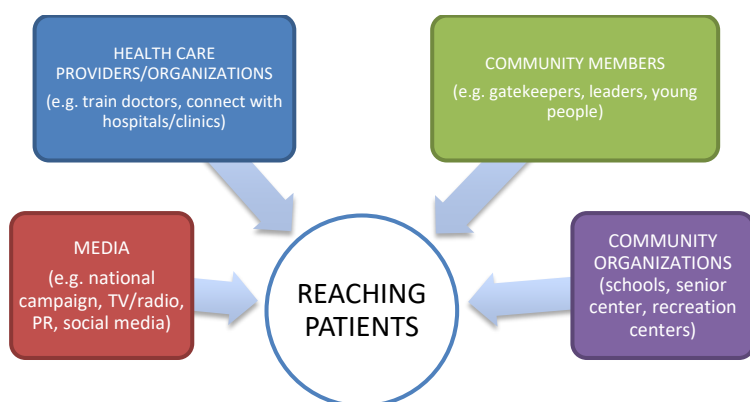 HEALTH CARE
PROVIDERS/ORGANIZATIONS
(e.g. train doctors, connect with
hospitals/clinics)
COMMUNITY MEMBERS
(e.g. gatekeepers, leaders, young
people)
MEDIA
(e.g. national
campaign, TV/radio,
PR, social media)
REACHING
PATIENTS
COMMUNITY
ORGANIZATIONS
(schools, senior
center, recreation
centers)